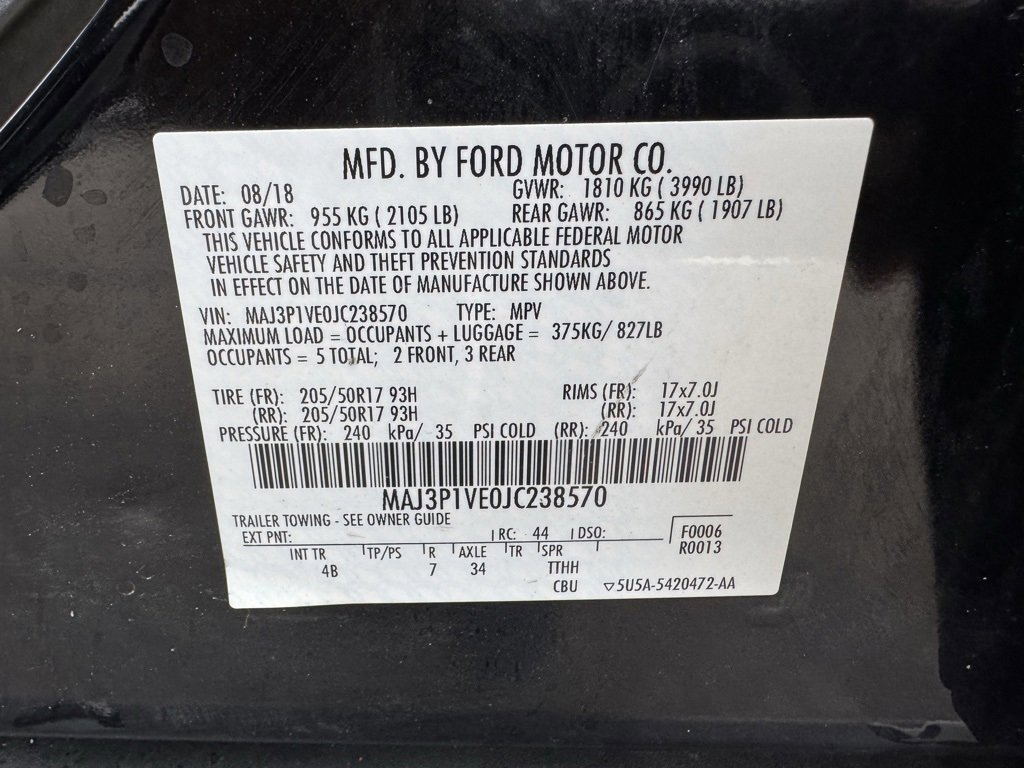 MFD. BY FORD MOTOR CO.
DATE: 08/18 GVWR: 1810 KG ( 3990 LB)
FRONT GAWR: 955 KG ( 2105 LB) REAR GAWR: 865 KG ( 1907 LB)
THIS VEHICLE CONFORMS TO ALL APPLICABLE FEDERAL MOTOR
VEHICLE SAFETY AND THEFT PREVENTION STANDARDS
IN EFFECT ON THE DATE OF MANUFACTURE SHOWN ABOVE.
VIN: MAJ3P1VE0JC238570 TYPE: MPV
MAXIMUM LOAD = OCCUPANTS + LUGGAGE = 375KG/ 827LB
OCCUPANTS = 5 TOTAL; 2 FRONT, 3 REAR
TIRE (FR): 205/50R17 93H RIMS (FR): 17x7.0J
(RR): 205/50R17 93H (RR): 17x7.0J
PRESSURE (FR): 240 kPa/ 35 PSI COLD (RR): 240 kPa/ 35 PSI COLD
MAJ3P1VE0JC238570
TRAILER TOWING - SEE OWNER GUIDE
EXT PNT: RC: 44 DSO: F0006
R0013
INT TR TP/PS R AXLE TR SPR
4B 7 34 TTHH
CBU ▽5U5A-5420472-AA